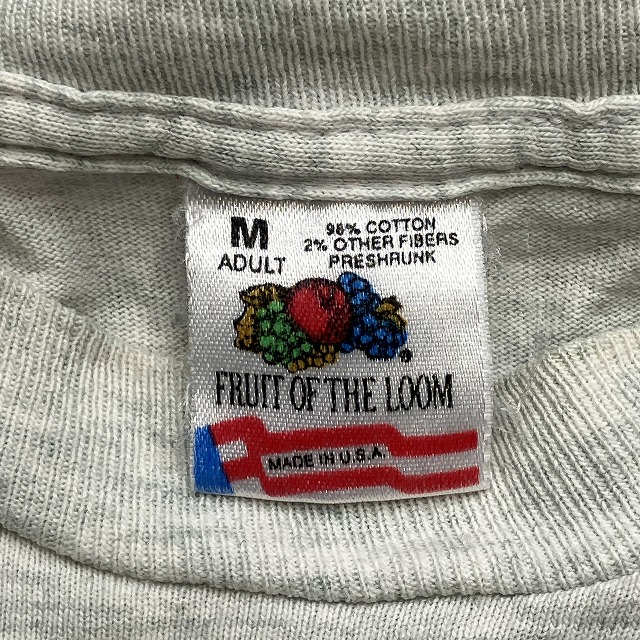 M
ADULT
98% COTTON
2% OTHER FIBERS
PRESHRUNK
FRUIT OF THE LOOM
MADE IN U.S.A.